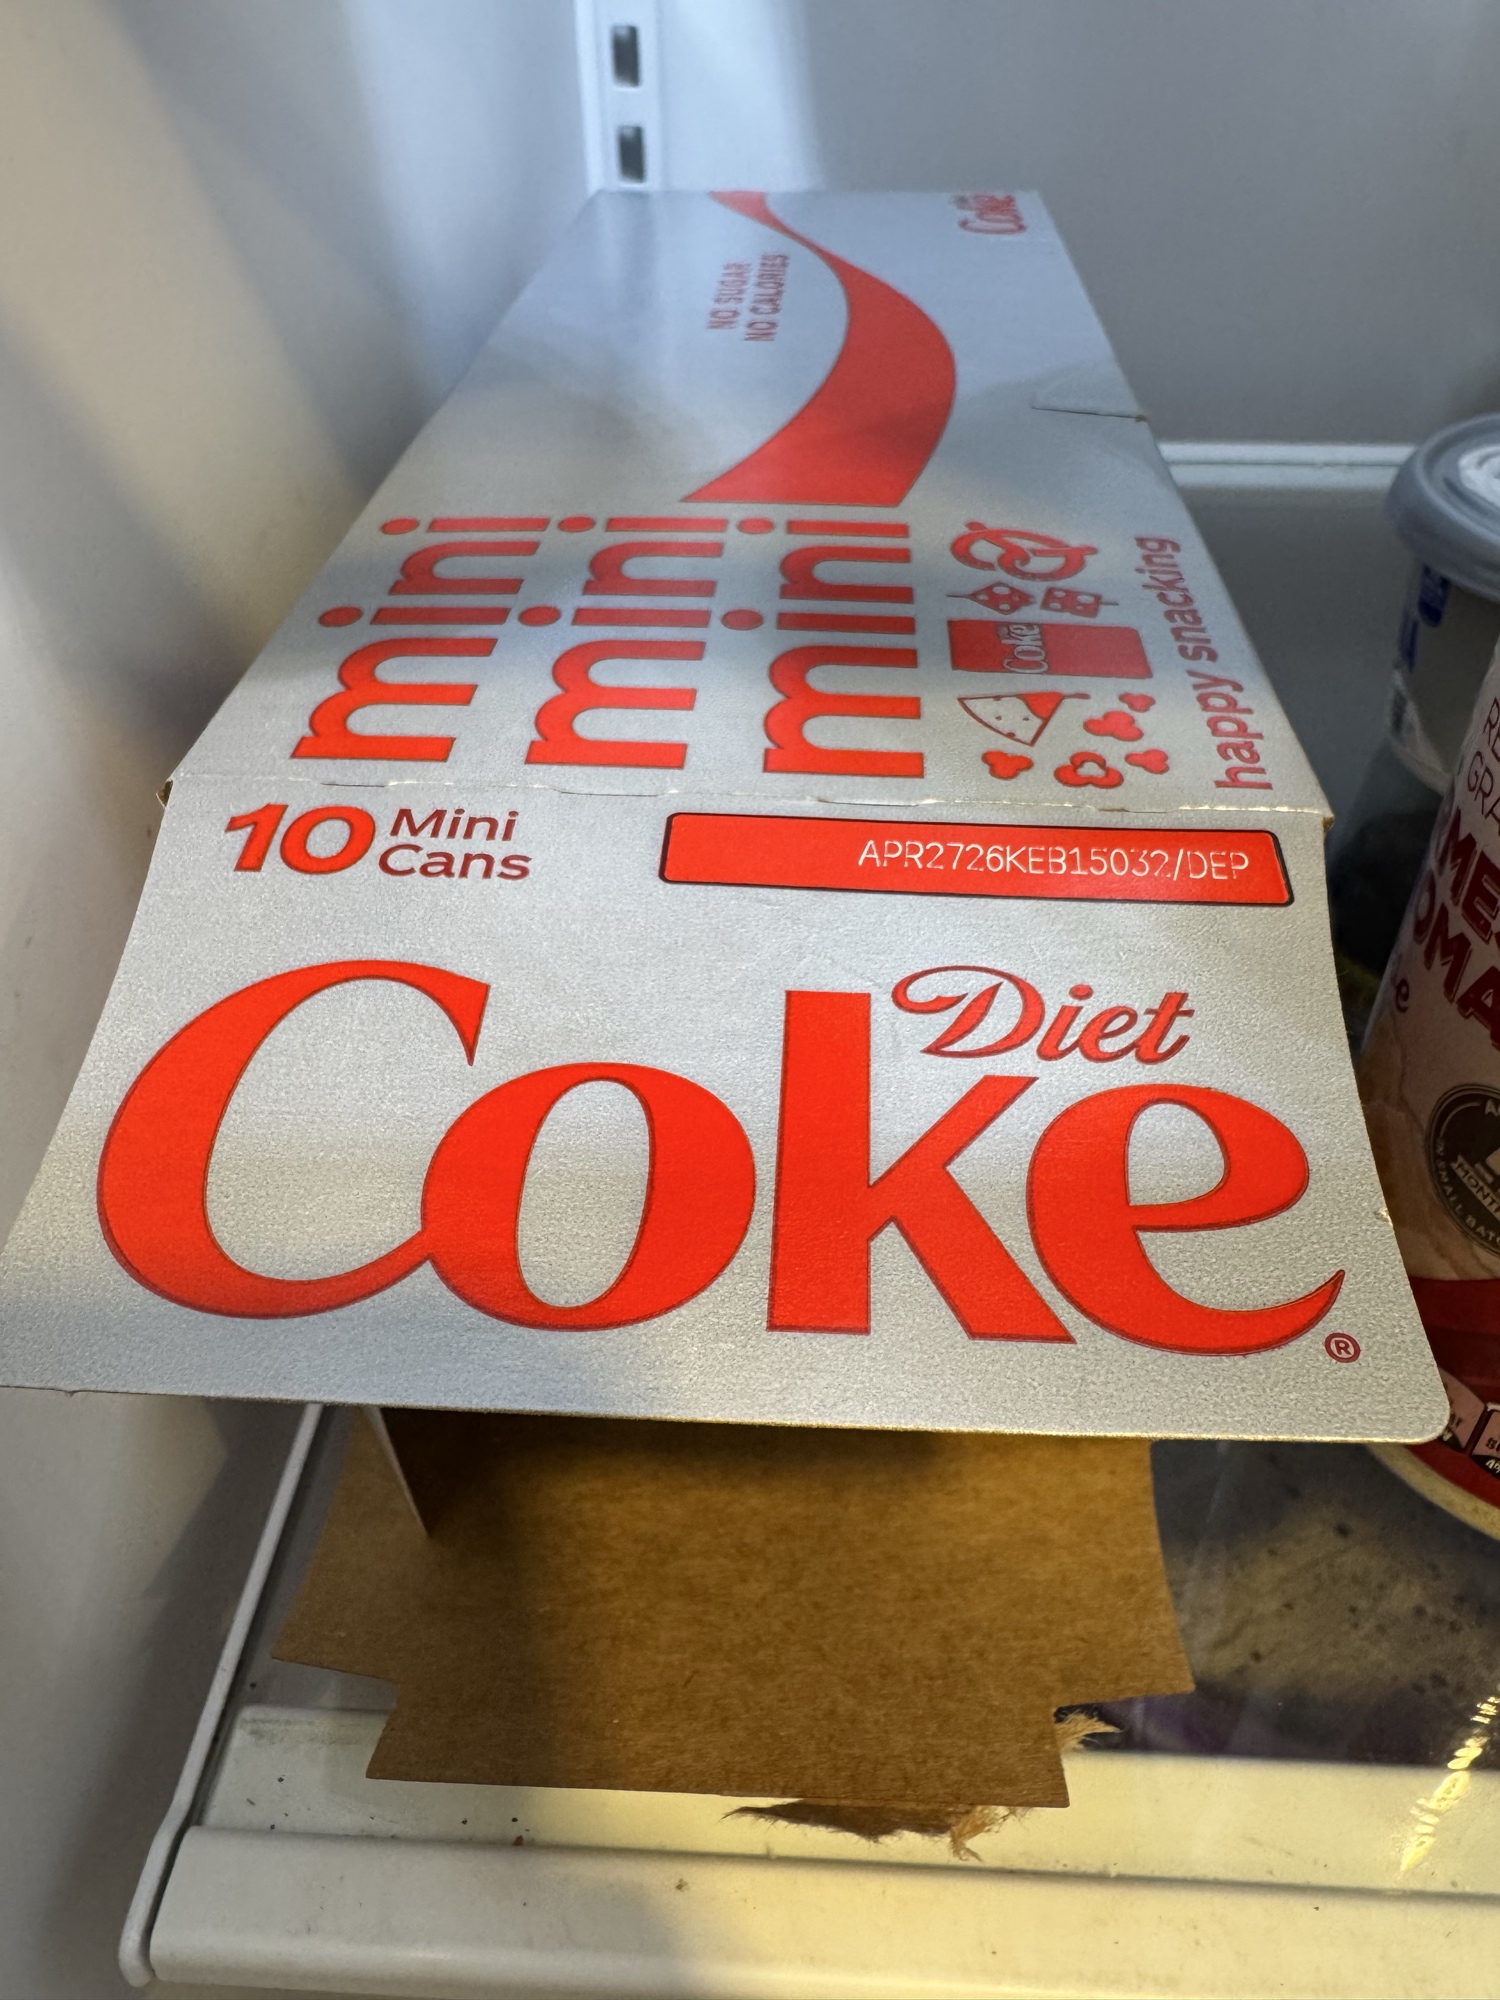 Coke
NO SUGAR
NO CALORIES
mini
mini
mini
Coke
happy snacking
10 Mini
Cans
APR2726KEB15032/DEP
Diet
Coke®